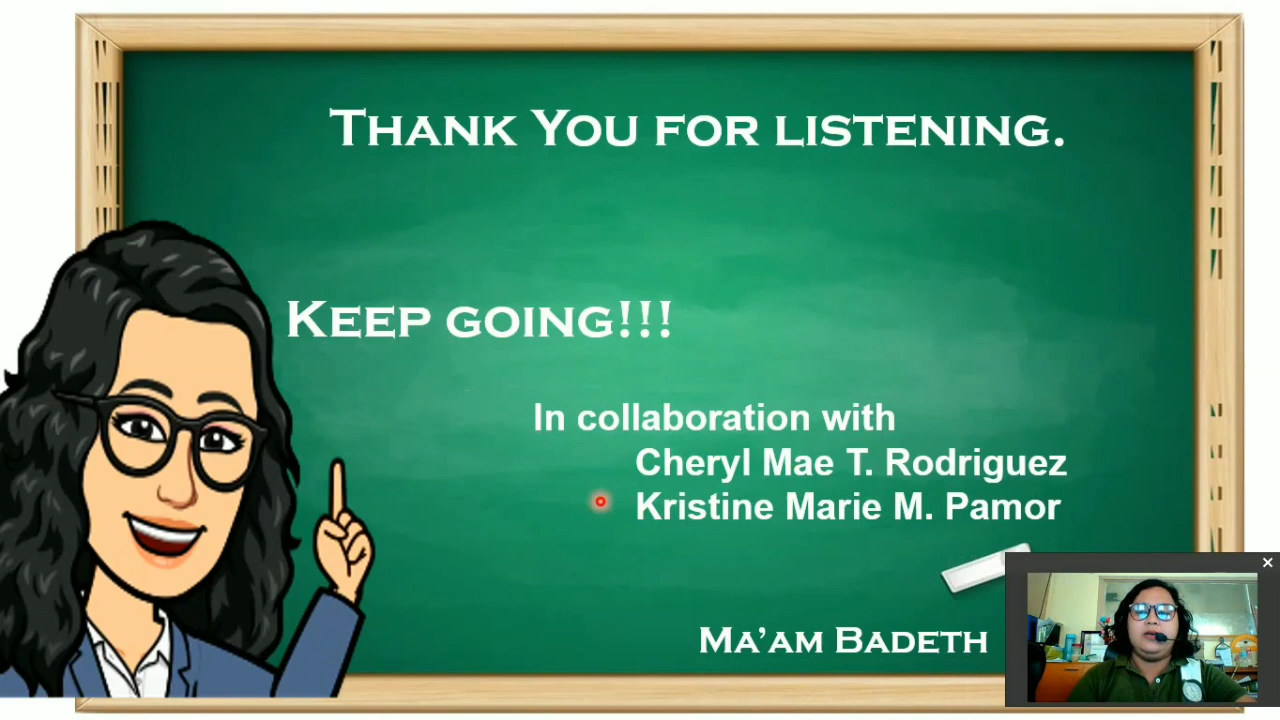 THANK YOU FOR LISTENING.
KEEP GOING!!!
In collaboration with
Cheryl Mae T. Rodriguez
Kristine Marie M. Pamor
MA'AM BADETH